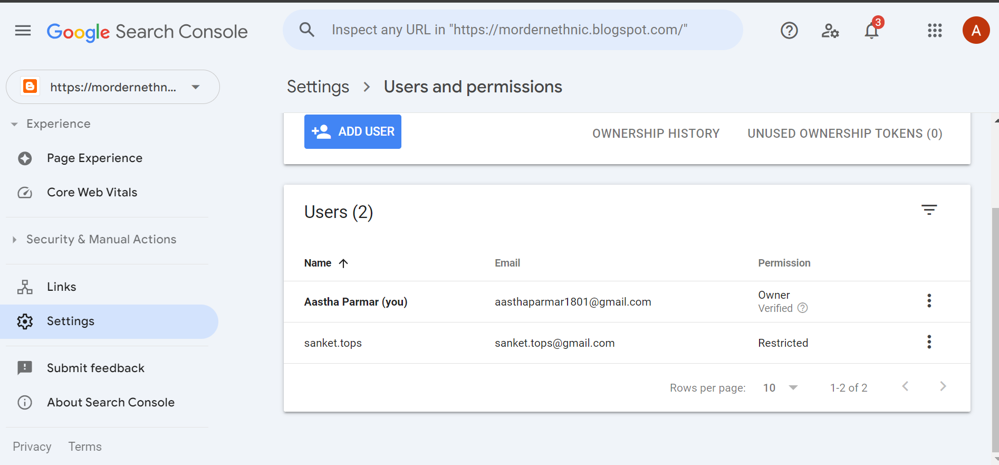 Google Search Console
Inspect any URL in "https://mordernethnic.blogspot.com/"
3
A
https://mordernethn...
Settings > Users and permissions
Experience
Page Experience
Core Web Vitals
Security & Manual Actions
Links
Settings
Submit feedback
About Search Console
Privacy Terms
ADD USER
OWNERSHIP HISTORY UNUSED OWNERSHIP TOKENS (0)
Users (2)
Name Email Permission
Aastha Parmar (you) aasthaparmar1801@gmail.com Owner
Verified
sanket.tops sanket.tops@gmail.com Restricted
Rows per page: 10 1-2 of 2